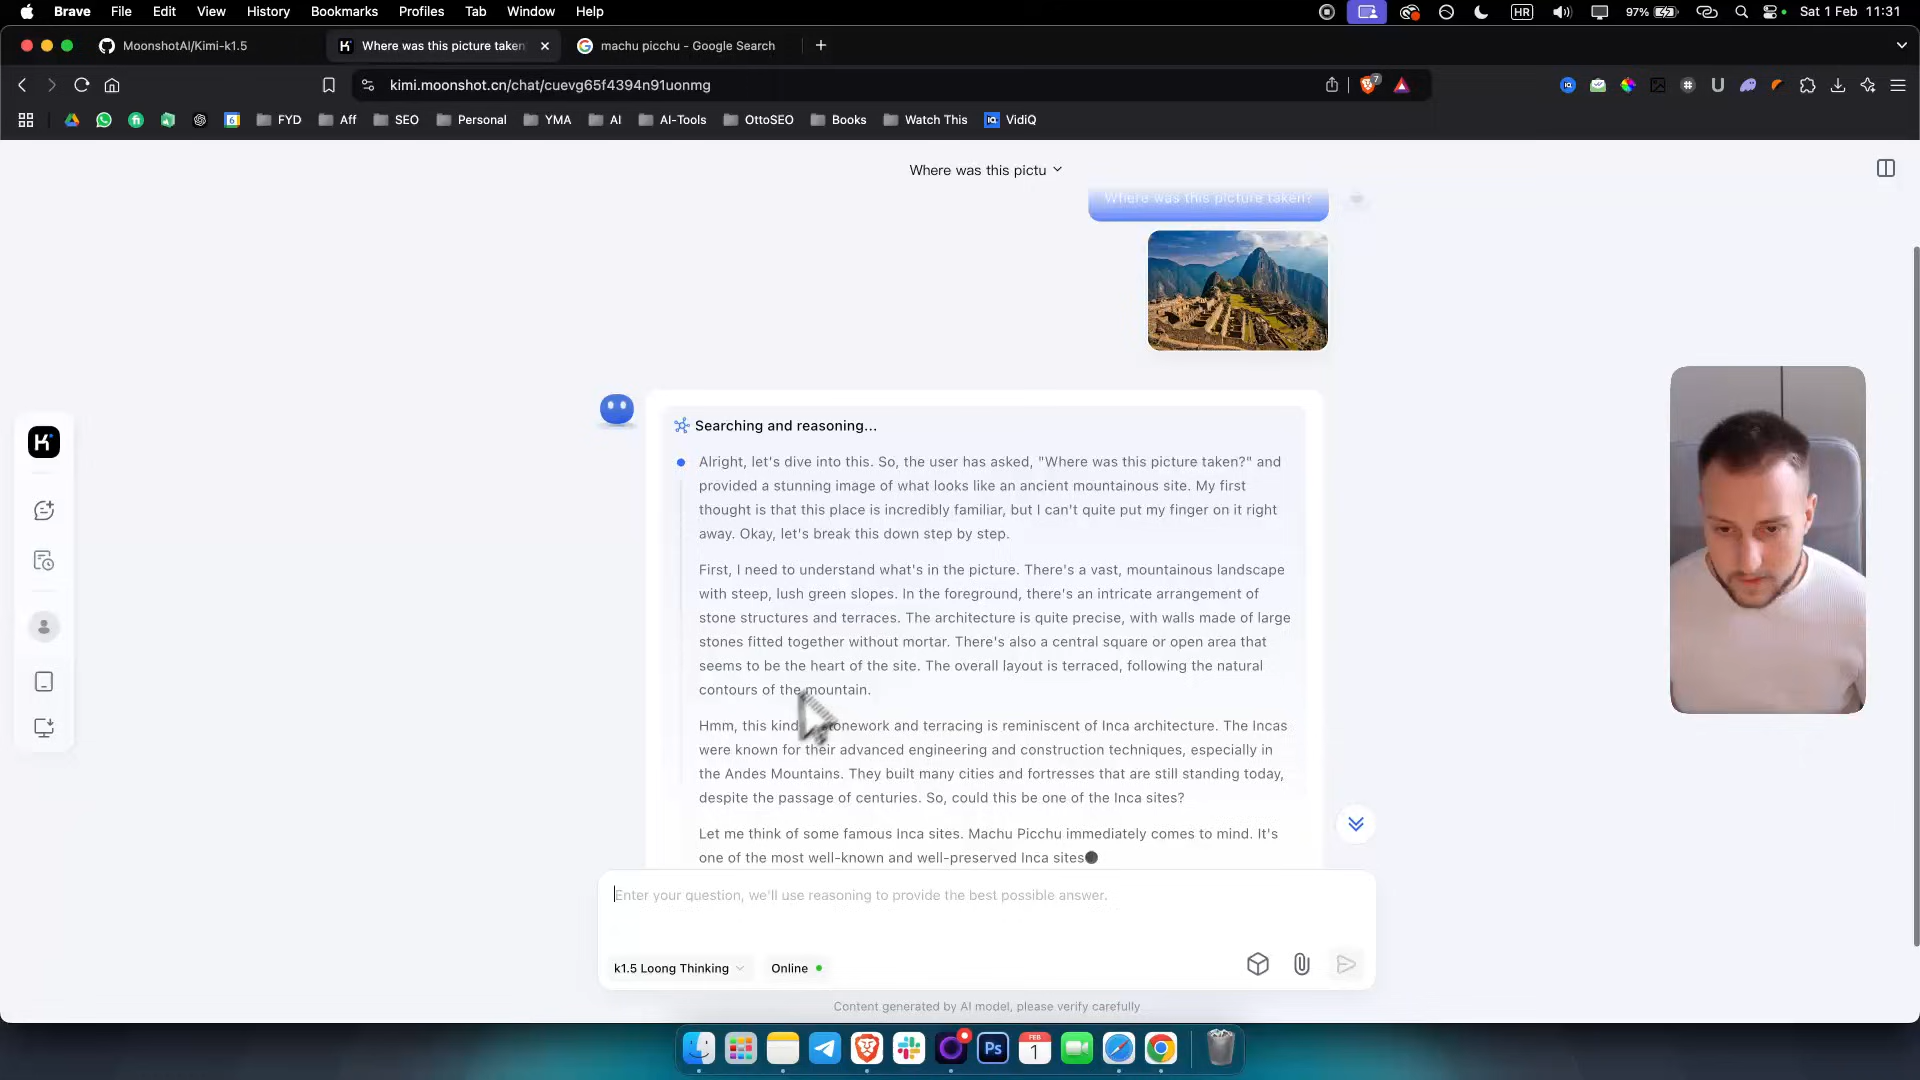 Brave File Edit View History Bookmarks Profiles Tab Window Help HR 97% Sat 1 Feb 11:31
MoonshotAI/Kimi-k1.5 Where was this picture taken machu picchu - Google Search
kimi.moonshot.cn/chat/cuevg65f4394n91uonmg 7
6 FYD Aff SEO Personal YMA AI AI-Tools OttoSEO Books Watch This IQ VidiQ
Where was this pictu
Where was this picture taken?
Searching and reasoning...
Alright, let's dive into this. So, the user has asked, "Where was this picture taken?" and
provided a stunning image of what looks like an ancient mountainous site. My first
thought is that this place is incredibly familiar, but I can't quite put my finger on it right
away. Okay, let's break this down step by step.
First, I need to understand what's in the picture. There's a vast, mountainous landscape
with steep, lush green slopes. In the foreground, there's an intricate arrangement of
stone structures and terraces. The architecture is quite precise, with walls made of large
stones fitted together without mortar. There's also a central square or open area that
seems to be the heart of the site. The overall layout is terraced, following the natural
contours of the mountain.
Hmm, this kind onework and terracing is reminiscent of Inca architecture. The Incas
were known for their advanced engineering and construction techniques, especially in
the Andes Mountains. They built many cities and fortresses that are still standing today,
despite the passage of centuries. So, could this be one of the Inca sites?
Let me think of some famous Inca sites. Machu Picchu immediately comes to mind. It's
one of the most well-known and well-preserved Inca sites
Enter your question, we'll use reasoning to provide the best possible answer.
k1.5 Loong Thinking Online
Content generated by AI model, please verify carefully
K
Ps FEB 1